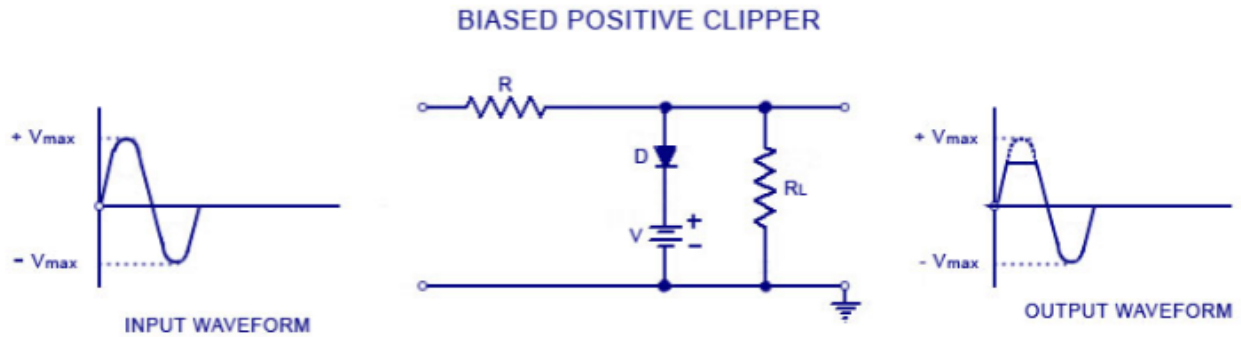 BIASED POSITIVE CLIPPER
R
+ Vmax
- Vmax
INPUT WAVEFORM
D
V
+
-
RL
+ Vmax
- Vmax
OUTPUT WAVEFORM